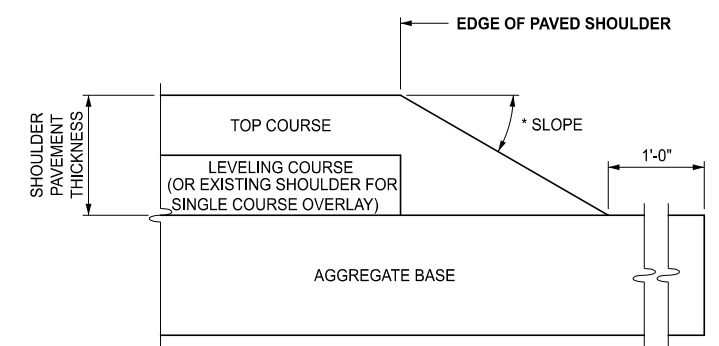 EDGE OF PAVED SHOULDER
SHOULDER
PAVEMENT
THICKNESS
TOP COURSE
* SLOPE
1'-0"
LEVELING COURSE
(OR EXISTING SHOULDER FOR
SINGLE COURSE OVERLAY)
AGGREGATE BASE